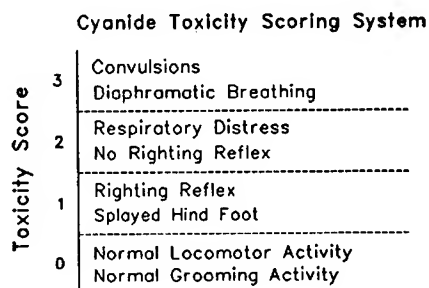 Cyanide Toxicity Scoring System
Toxicity Score
3
Convulsions
Diaphramatic Breathing
2
Respiratory Distress
No Righting Reflex
1
Righting Reflex
Splayed Hind Foot
0
Normal Locomotor Activity
Normal Grooming Activity